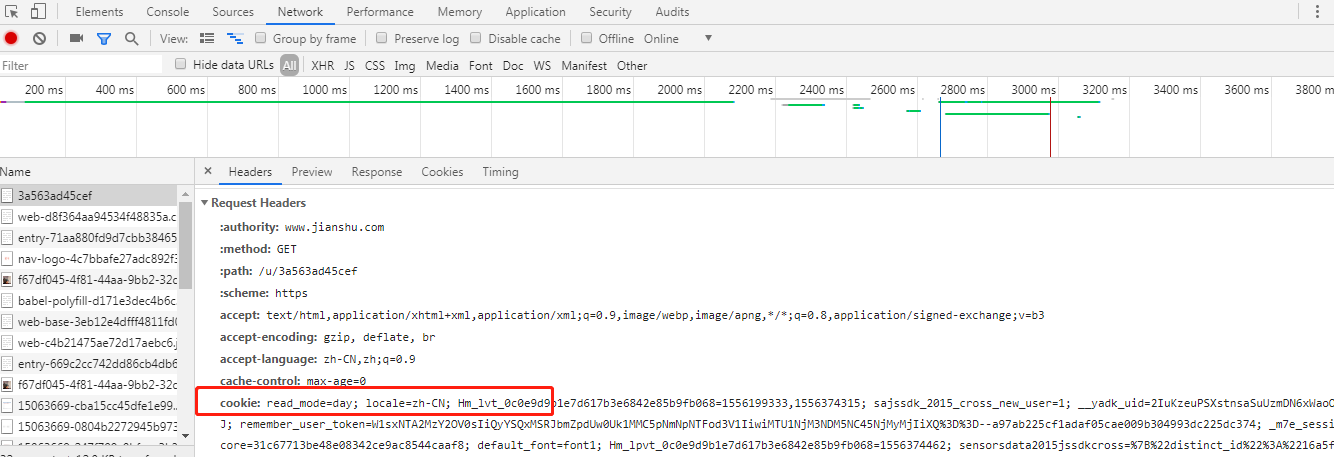 Elements Console Sources Network Performance Memory Application Security Audits
View: Group by frame Preserve log Disable cache Offline Online
Filter Hide data URLs All XHR JS CSS Img Media Font Doc WS Manifest Other
200 ms 400 ms 600 ms 800 ms 1000 ms 1200 ms 1400 ms 1600 ms 1800 ms 2000 ms 2200 ms 2400 ms 2600 ms 2800 ms 3000 ms 3200 ms 3400 ms 3600 ms 3800 m
Name × Headers Preview Response Cookies Timing
3a563ad45cef
web-d8f364aa94534f48835a.c
entry-71aa880fd9d7cbb38465
nav-logo-4c7bbafe27adc892f3
f67df045-4f81-44aa-9bb2-32c
babel-polyfill-d171e3dec4b6c
web-base-3eb12e4dfff4811fd0
web-c4b21475ae72d17aebc6.j
entry-669c2cc742dd86cb4db6
f67df045-4f81-44aa-9bb2-32c
15063669-cba15cc45dfe1e99...
15063669-0804b2272945b973
Request Headers
:authority: www.jianshu.com
:method: GET
:path: /u/3a563ad45cef
:scheme: https
accept: text/html,application/xhtml+xml,application/xml;q=0.9,image/webp,image/apng,*/*;q=0.8,application/signed-exchange;v=b3
accept-encoding: gzip, deflate, br
accept-language: zh-CN,zh;q=0.9
cache-control: max-age=0
cookie: read_mode=day; locale=zh-CN; Hm_lvt_0c0e9d9b1e7d617b3e6842e85b9fb068=1556199333,1556374315; sajssdk_2015_cross_new_user=1; __yadk_uid=2IuKzeuPSXstnsaSuUzmDN6xWaoC
J; remember_user_token=W1sxNTA2MzY2OV0sIiQyYSQxMSRJbmZpdUw0Uk1MMC5pNmNpNTFod3V1IiwiMTU1NjM3NDM5NC45NjMyMjIiXQ%3D%3D--a97ab225cf1adaf05cae009b304993dc225dc374; _m7e_sessi
core=31c67713be48e08342ce9ac8544caaf8; default_font=font1; Hm_lpvt_0c0e9d9b1e7d617b3e6842e85b9fb068=1556374462; sensorsdata2015jssdkcross=%7B%22distinct_id%22%3A%2216a5f